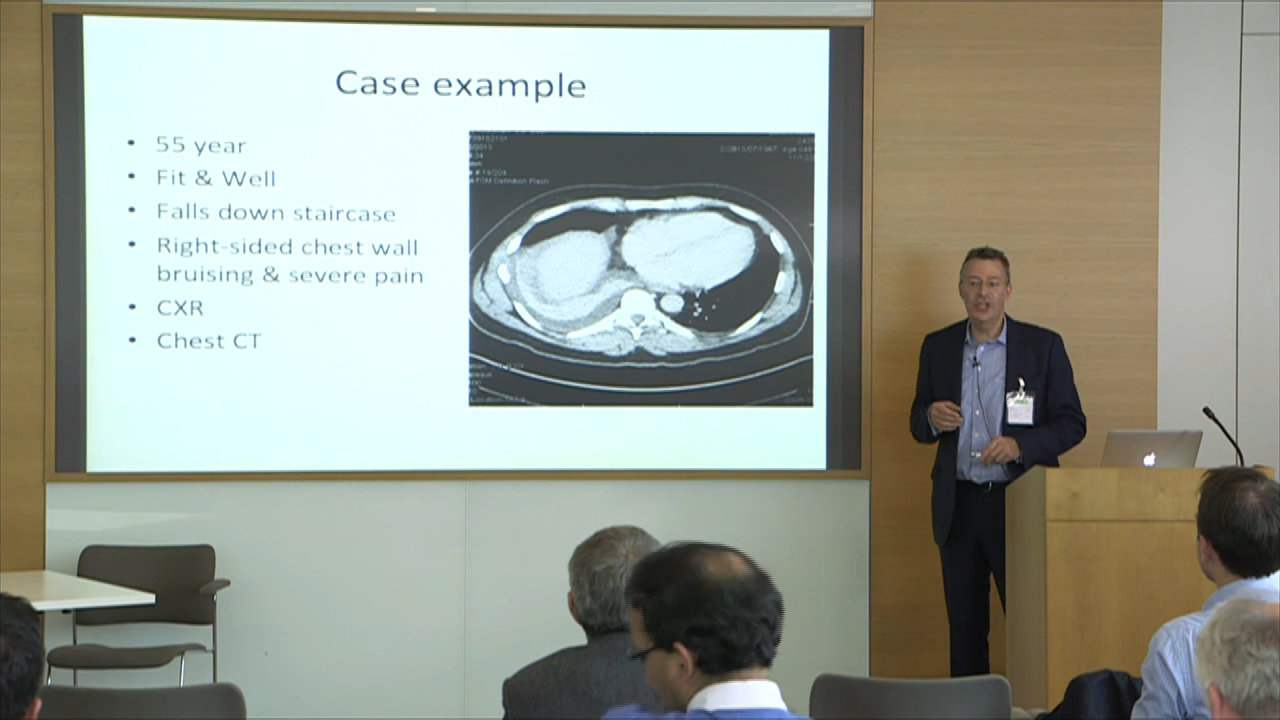 Case example
• 55 year
• Fit & Well
• Falls down staircase
• Right-sided chest wall
bruising & severe pain
• CXR
• Chest CT